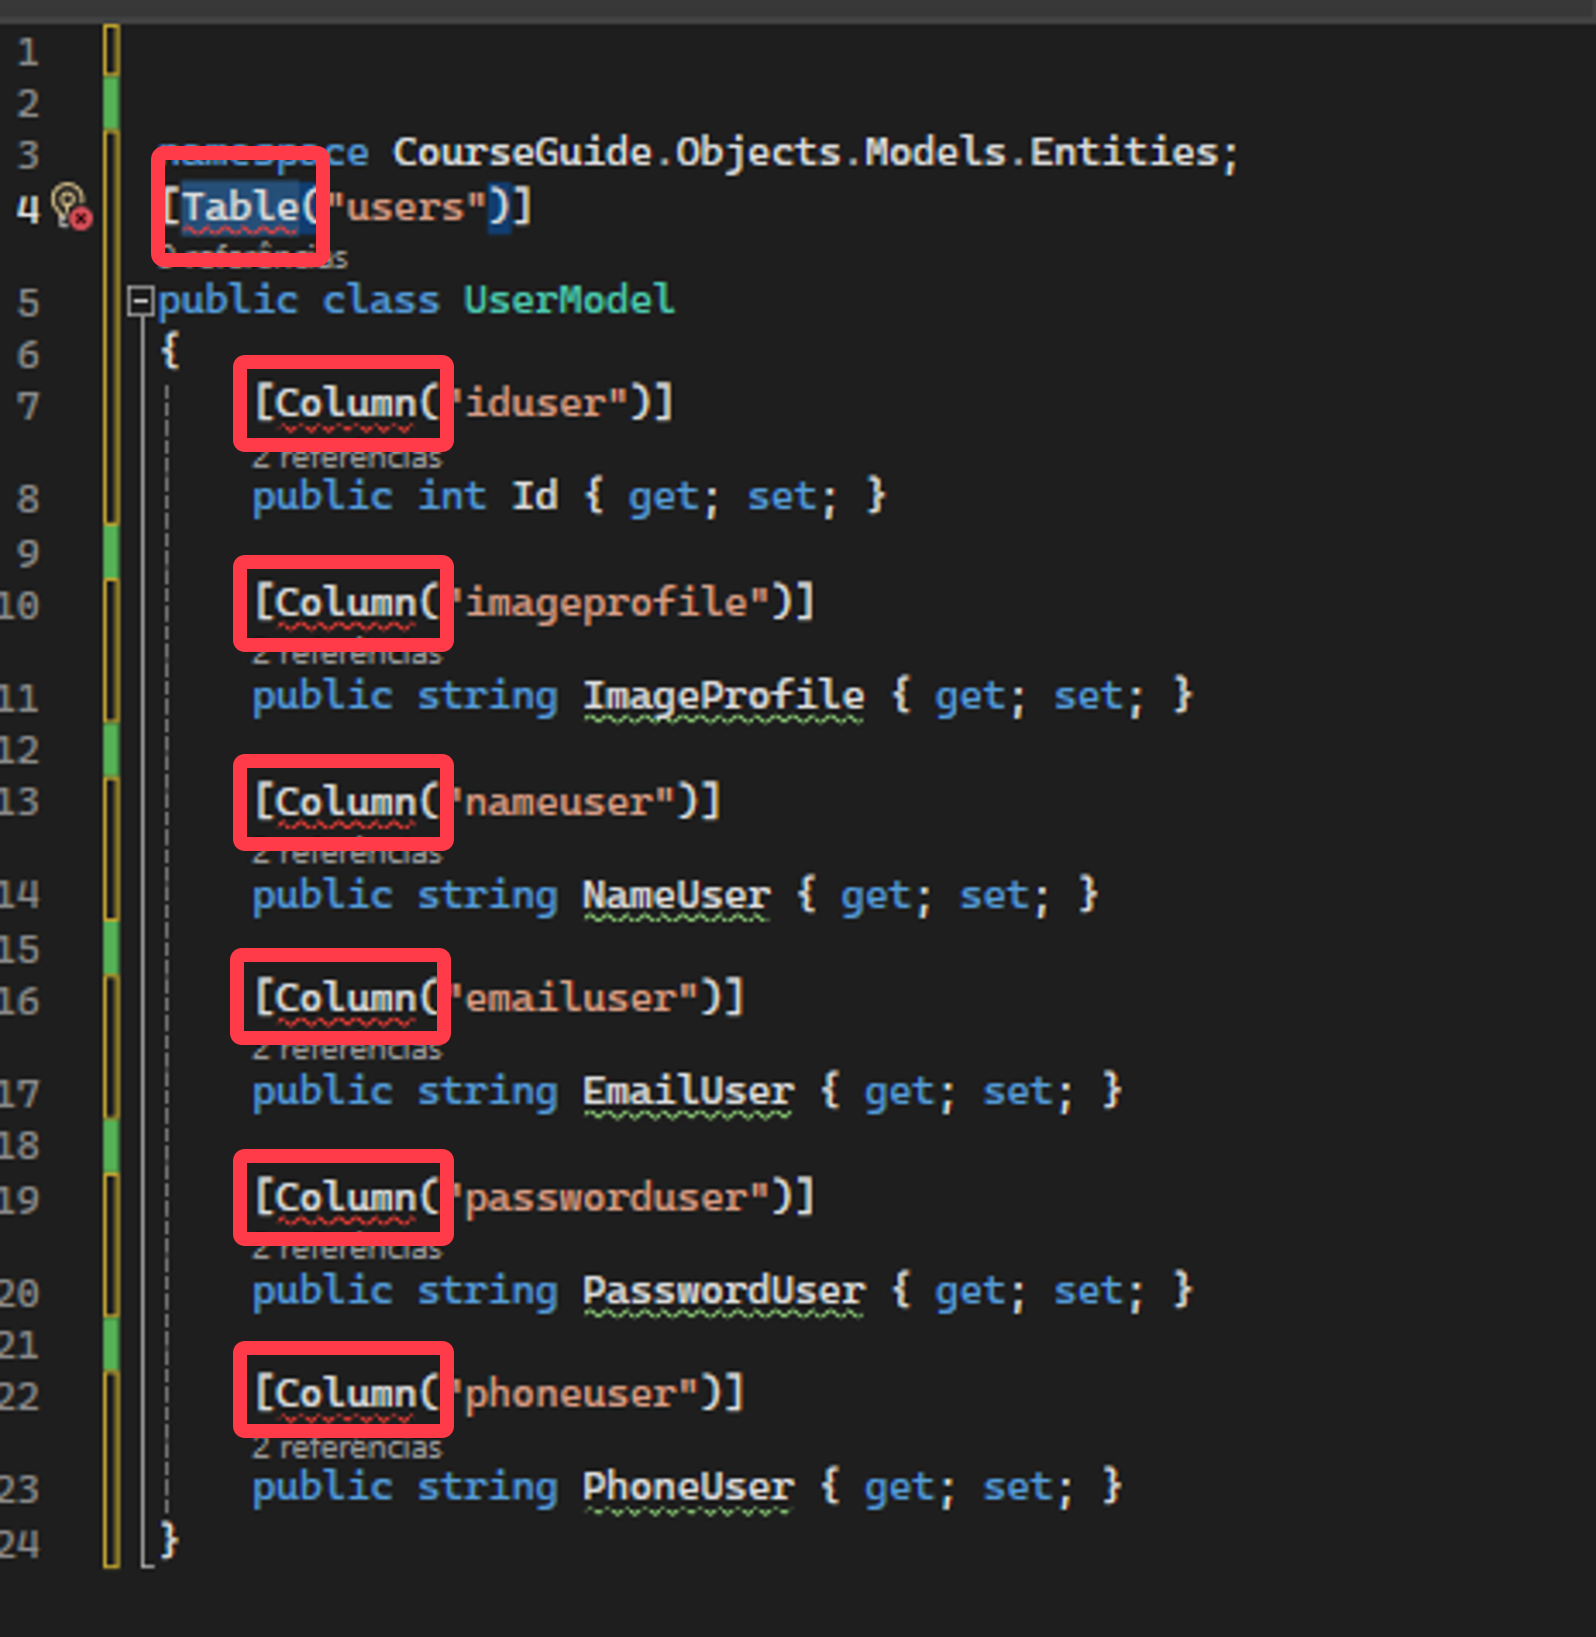 1
2
3 namespace CourseGuide.Objects.Models.Entities;
4 [Table("users")]
referências
5 public class UserModel
6 {
7 [Column("iduser")]
2 referências
8 public int Id { get; set; }
9
10 [Column("imageprofile")]
2 referências
11 public string ImageProfile { get; set; }
12
13 [Column("nameuser")]
2 referências
14 public string NameUser { get; set; }
15
16 [Column("emailuser")]
2 referências
17 public string EmailUser { get; set; }
18
19 [Column("passworduser")]
2 referências
20 public string PasswordUser { get; set; }
21
22 [Column("phoneuser")]
2 referências
23 public string PhoneUser { get; set; }
24 }